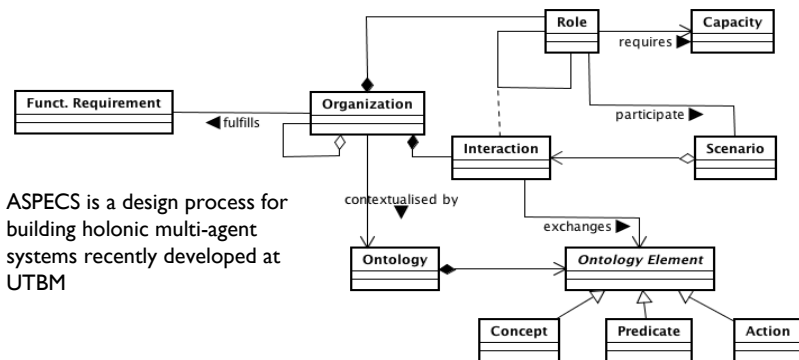 Role
Capacity
requires ▶
Funct. Requirement
Organization
◀ fulfills
participate ▶
Interaction
Scenario
ASPECS is a design process for
building holonic multi-agent
systems recently developed at
UTBM
contextualised by
▼
exchanges ▶
Ontology
Ontology Element
Concept
Predicate
Action